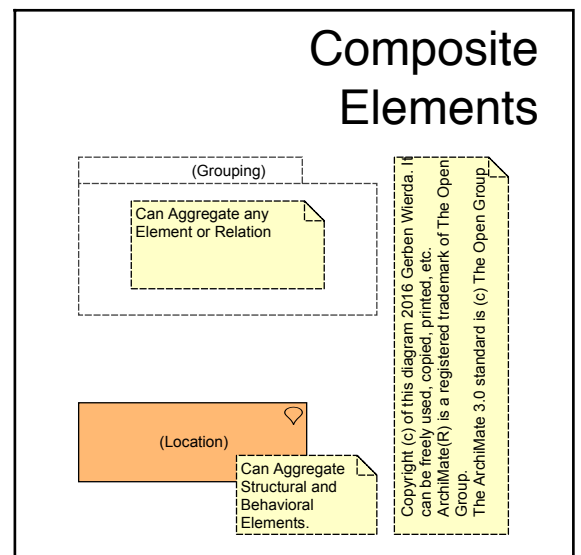 Composite
Elements
(Grouping)
Can Aggregate any
Element or Relation
(Location)
Can Aggregate
Structural and
Behavioral
Elements.
Copyright (c) of this diagram 2016 Gerben Wierda. It
can be freely used, copied, printed, etc.
ArchiMate(R) is a registered trademark of The Open
Group.
The ArchiMate 3.0 standard is (c) The Open Group